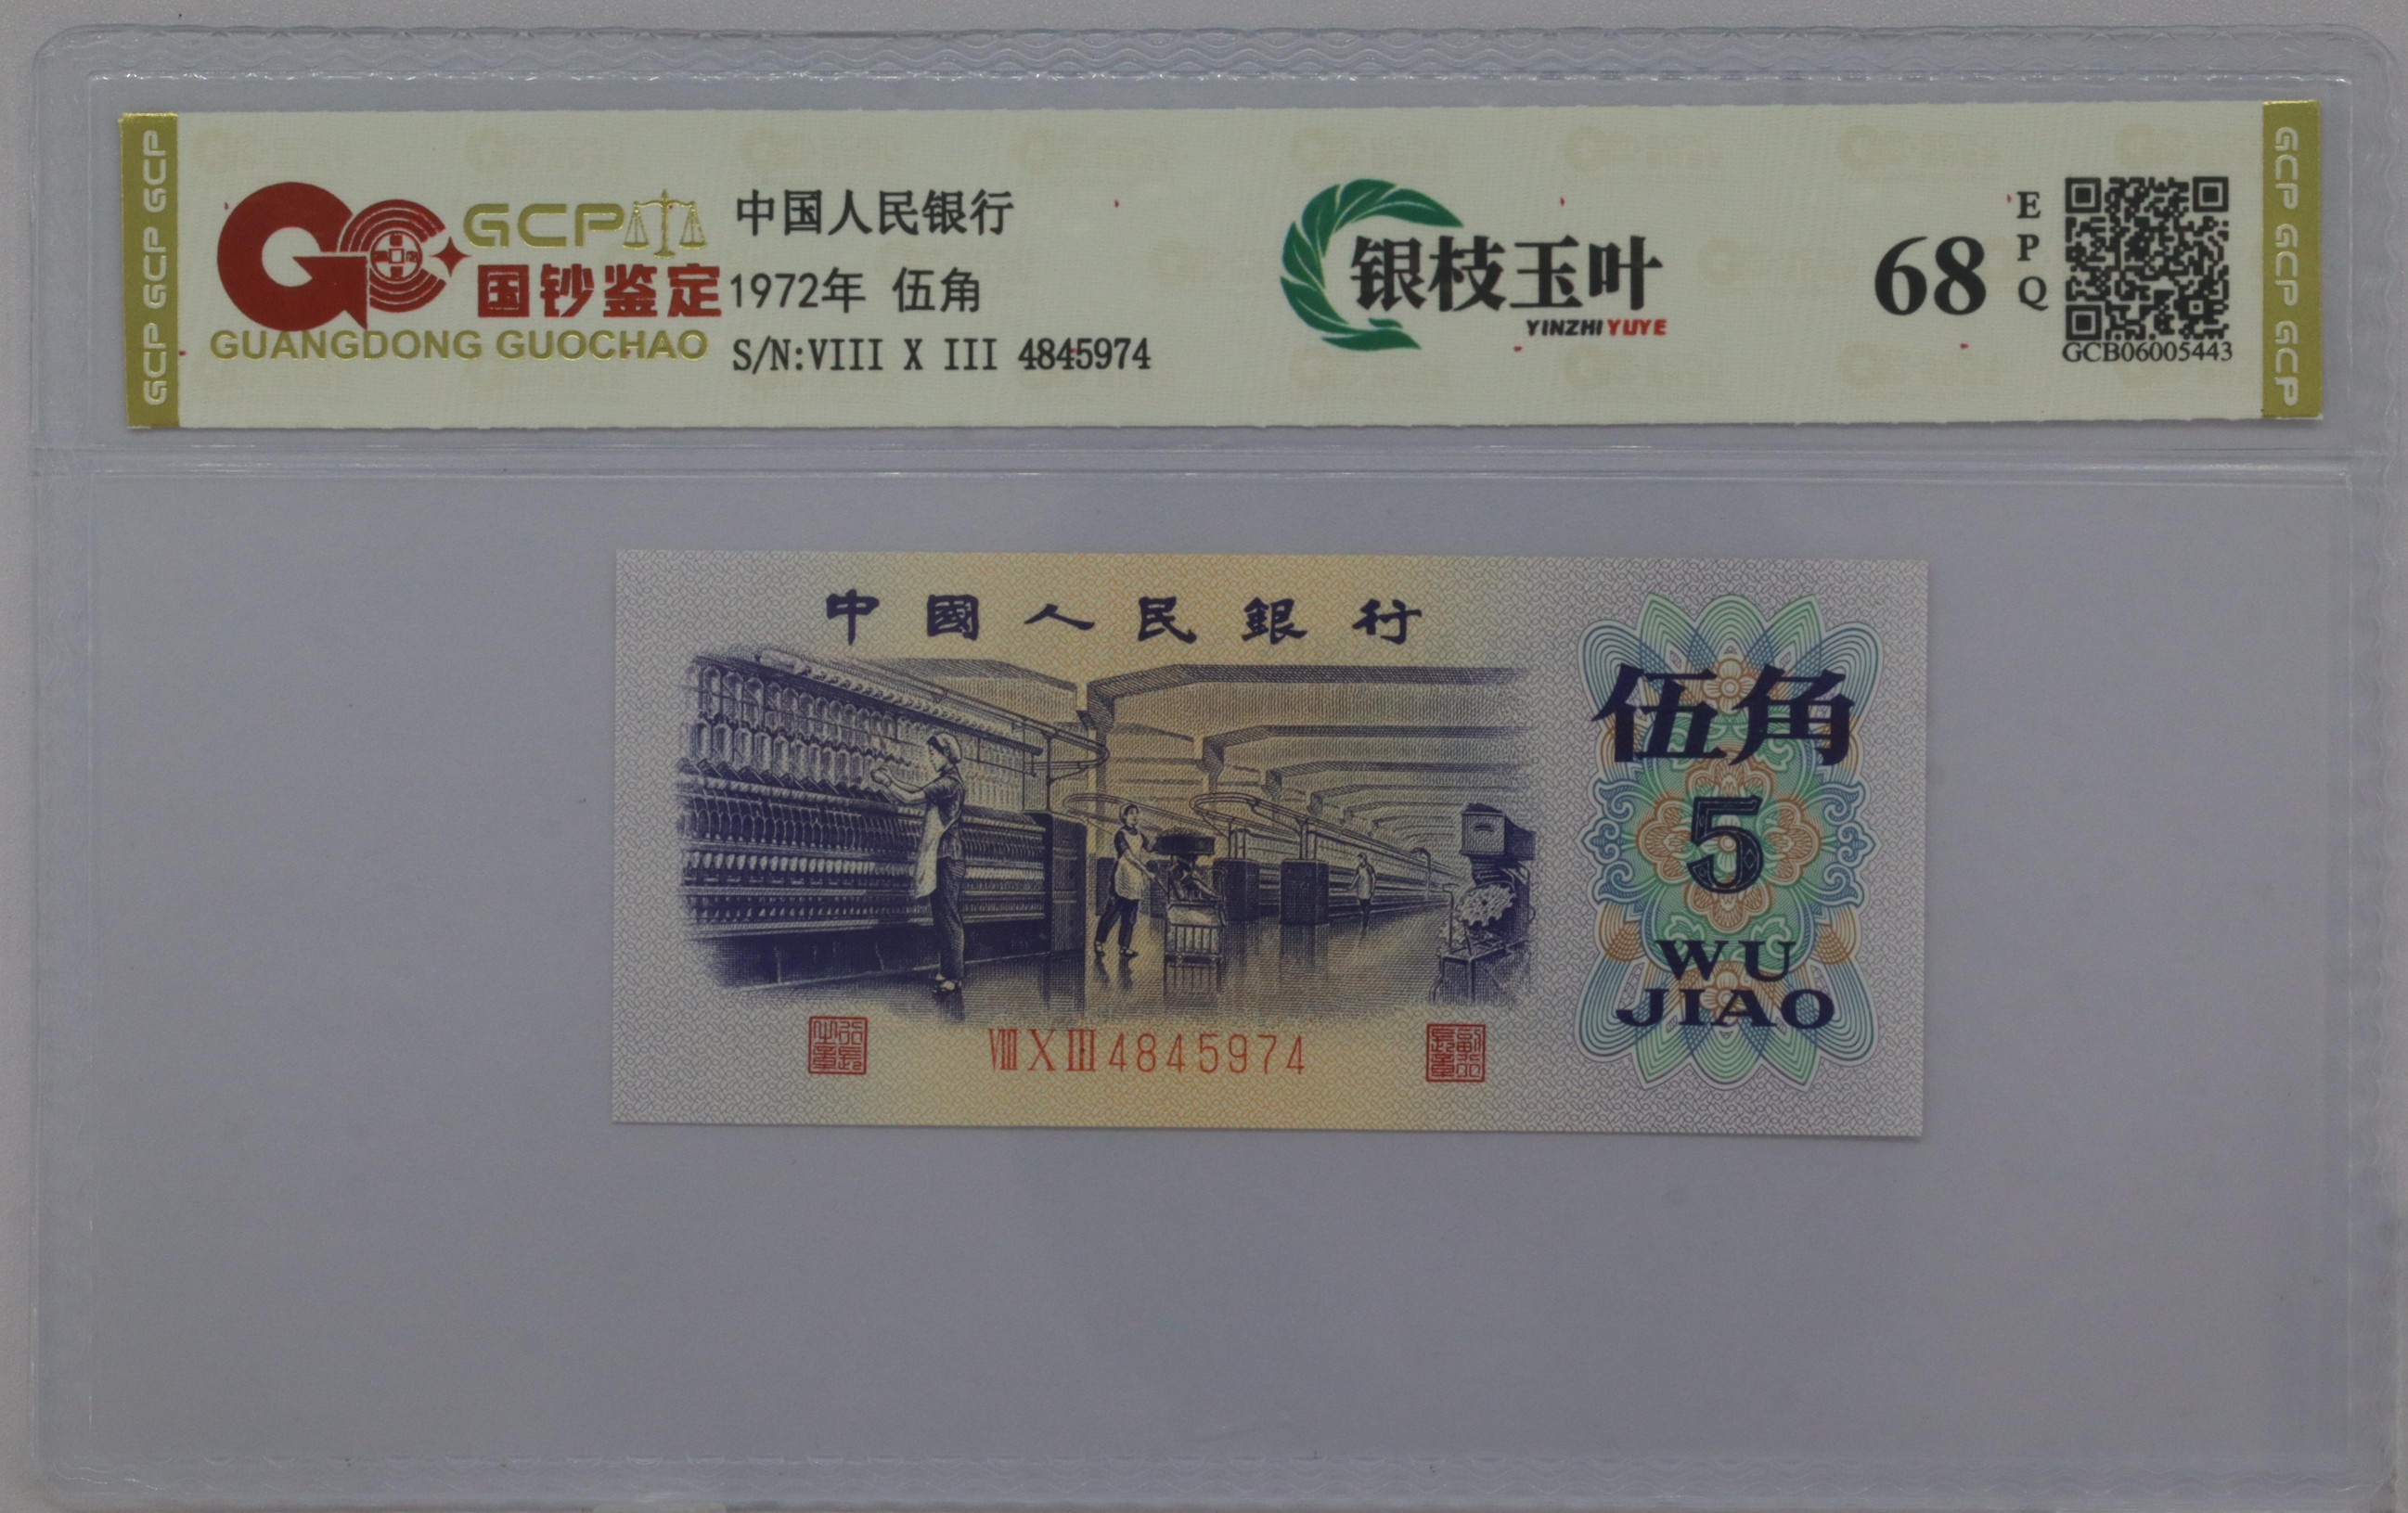 GCP GCP GCP
GCP
国钞鉴定
GUANGDONG GUOCHAO
中国人民银行
1972年 伍角
S/N:VIII X III 4845974
银枝玉叶
YINZHI YUYE
68
EPQ
GCB06005443
GCP GCP GCP
中國人民銀行
伍角
5
WU
JIAO
VIII X III 4845974